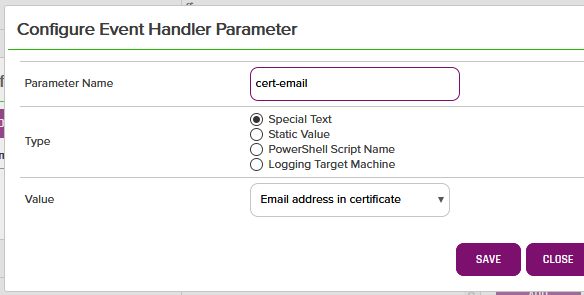 Configure Event Handler Parameter
Parameter Name
cert-email
Type
Special Text
Static Value
PowerShell Script Name
Logging Target Machine
Value
Email address in certificate
SAVE
CLOSE